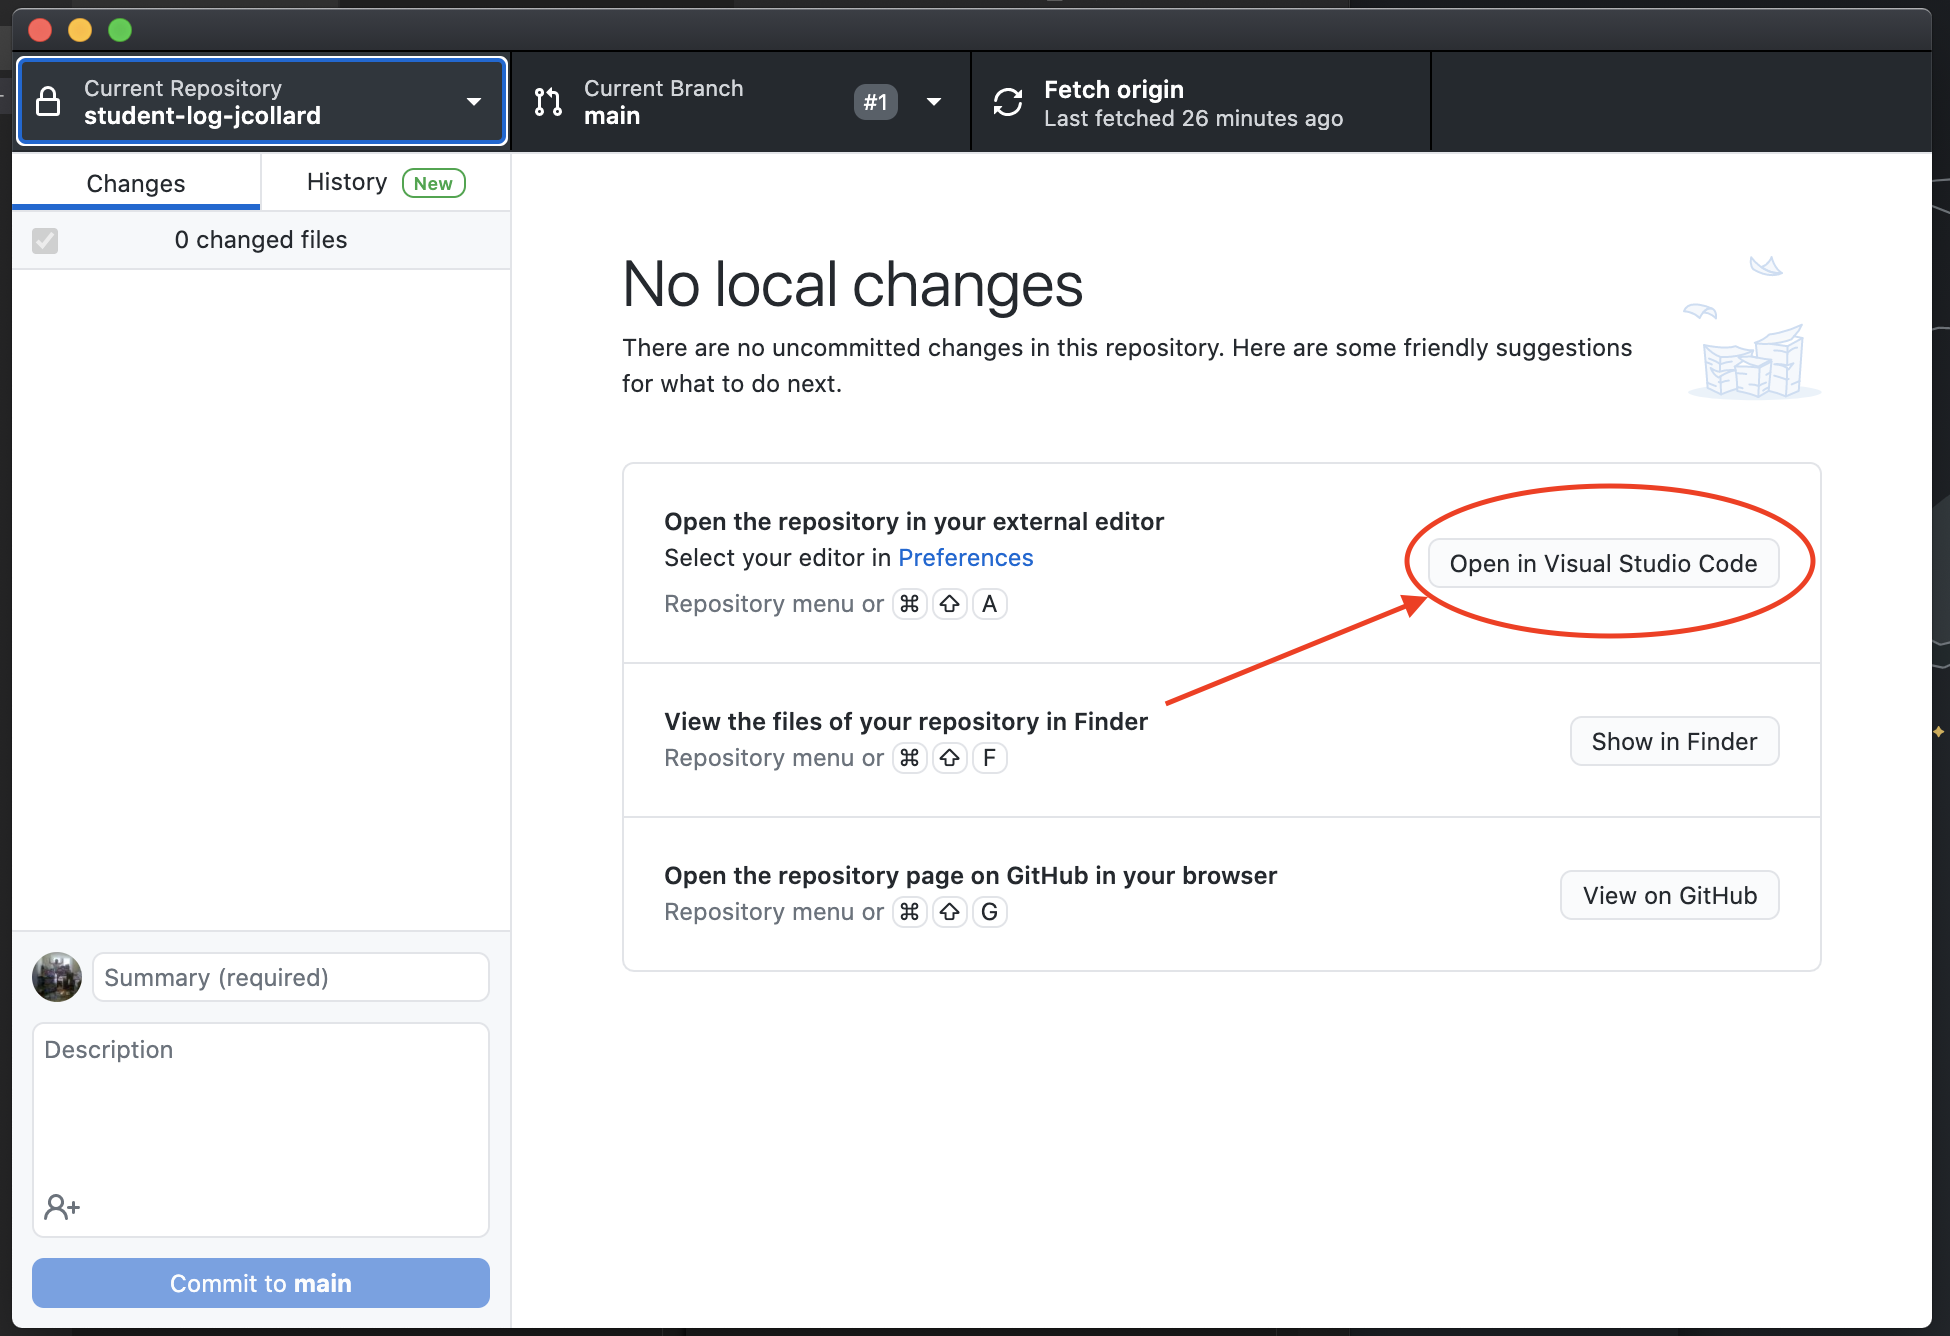 Current Repository
student-log-jcollard
Current Branch
main
#1
Fetch origin
Last fetched 26 minutes ago
Changes
History New
0 changed files
No local changes
There are no uncommitted changes in this repository. Here are some friendly suggestions
for what to do next.
Open the repository in your external editor
Select your editor in Preferences
Repository menu or ⌘ ⇧ A
Open in Visual Studio Code
View the files of your repository in Finder
Repository menu or ⌘ ⇧ F
Show in Finder
Open the repository page on GitHub in your browser
Repository menu or ⌘ ⇧ G
View on GitHub
Summary (required)
Description
Commit to main